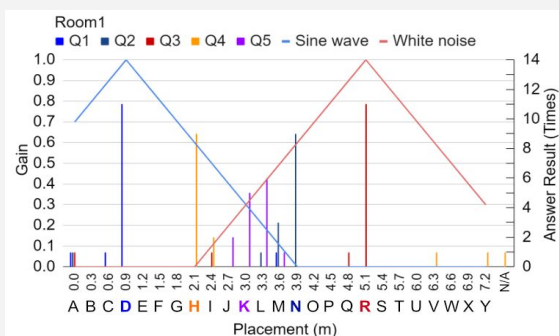 Room1
Q1 Q2 Q3 Q4 Q5 Sine wave White noise
1.0 14
0.9 12
0.8
0.7 10
0.6 8
0.5
0.4 6
0.3 4
0.2 2
0.1
0.0 0
Gain
Answer Result (Times)
0.0 0.3 0.6 0.9 1.2 1.5 1.8 2.1 2.4 2.7 3.0 3.3 3.6 3.9 4.2 4.5 4.8 5.1 5.4 5.7 6.0 6.3 6.6 6.9 7.2 N/A
A B C D E F G H I J K L M N O P Q R S T U V W X Y
Placement (m)